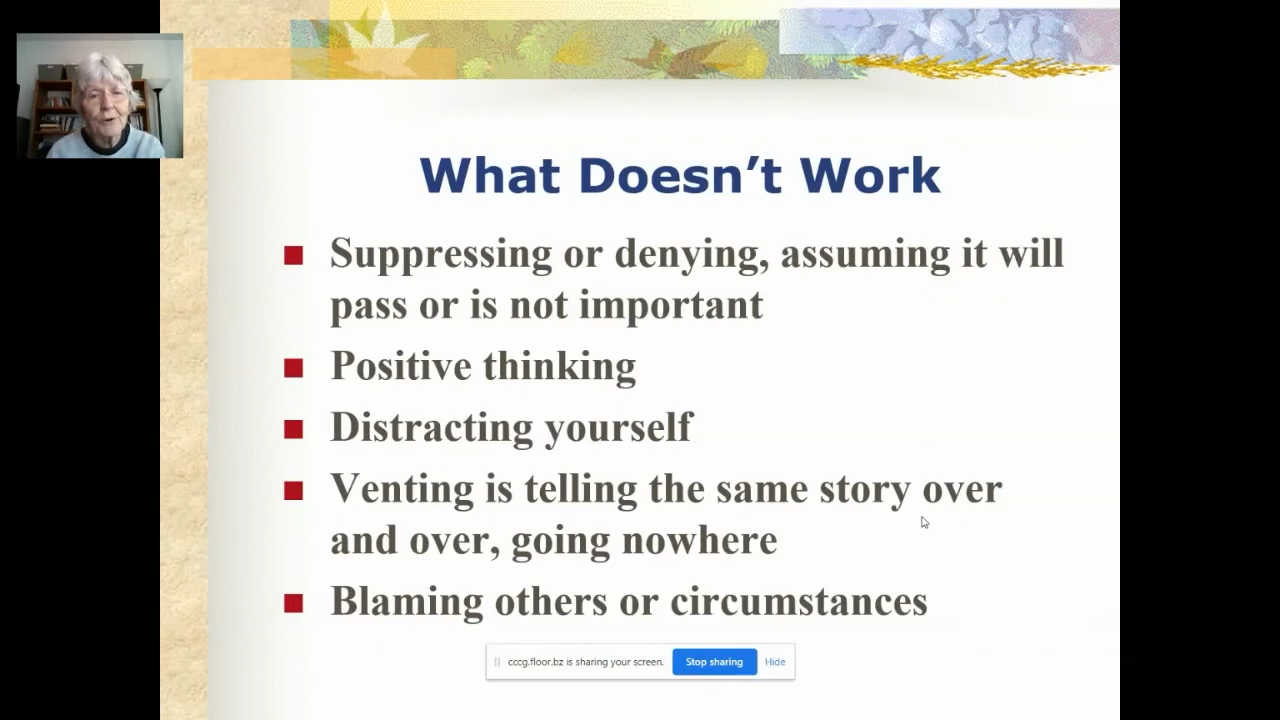 What Doesn’t Work
Suppressing or denying, assuming it will
pass or is not important
Positive thinking
Distracting yourself
Venting is telling the same story over
and over, going nowhere
Blaming others or circumstances
cccg.floor.bz is sharing your screen. Stop sharing Hide